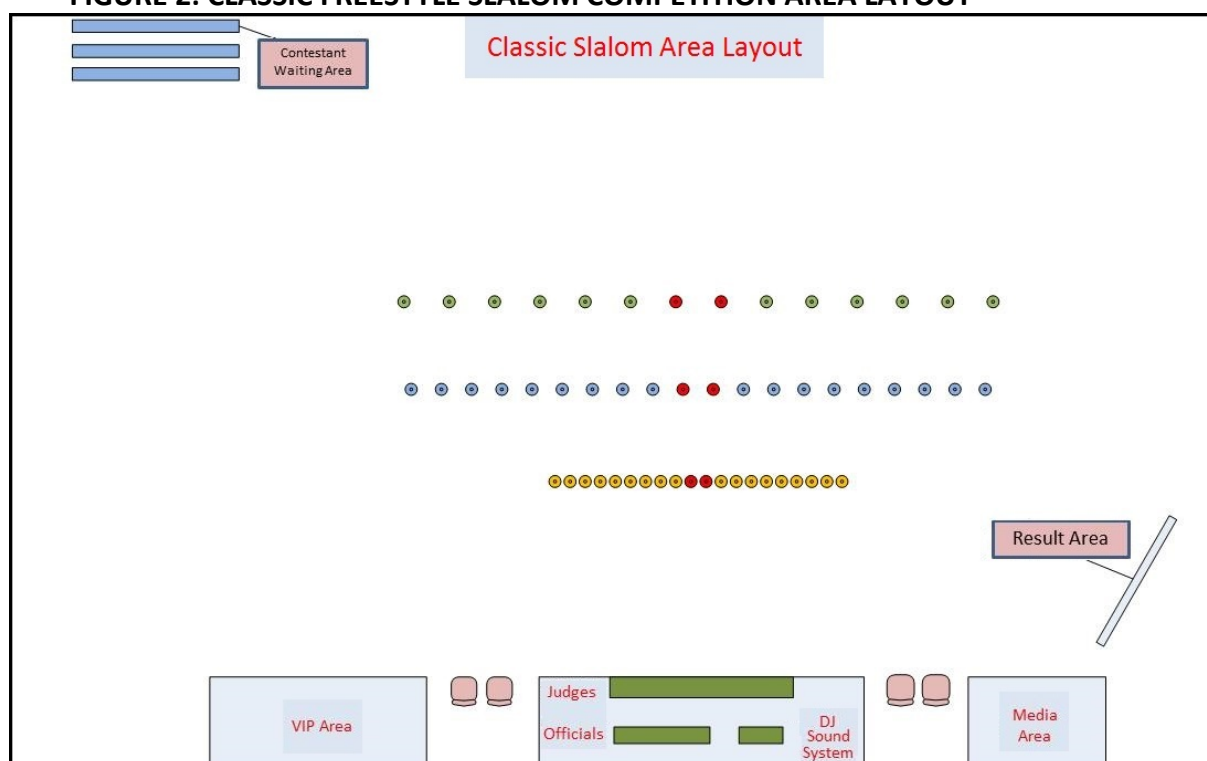 FIGURE 2: CLASSIC FREESTYLE SLALOM COMPETITION AREA LAYOUT
Classic Slalom Area Layout
Contestant
Waiting Area
Result Area
VIP Area
Judges
Officials
DJ
Sound
System
Media
Area